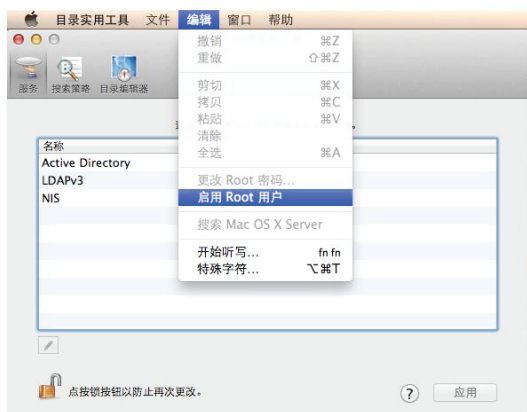 目录实用工具 文件 编辑 窗口 帮助
撤销 ⌘Z
重做 ⇧⌘Z
服务 搜索策略 目录编辑器
剪切 ⌘X
拷贝 ⌘C
粘贴 ⌘V
清除
全选 ⌘A
更改 Root 密码...
启用 Root 用户
搜索 Mac OS X Server
开始听写... fn fn
特殊字符... ⌥⌘T
名称
Active Directory
LDAPv3
NIS
点按锁按钮以防止再次更改。
? 应用